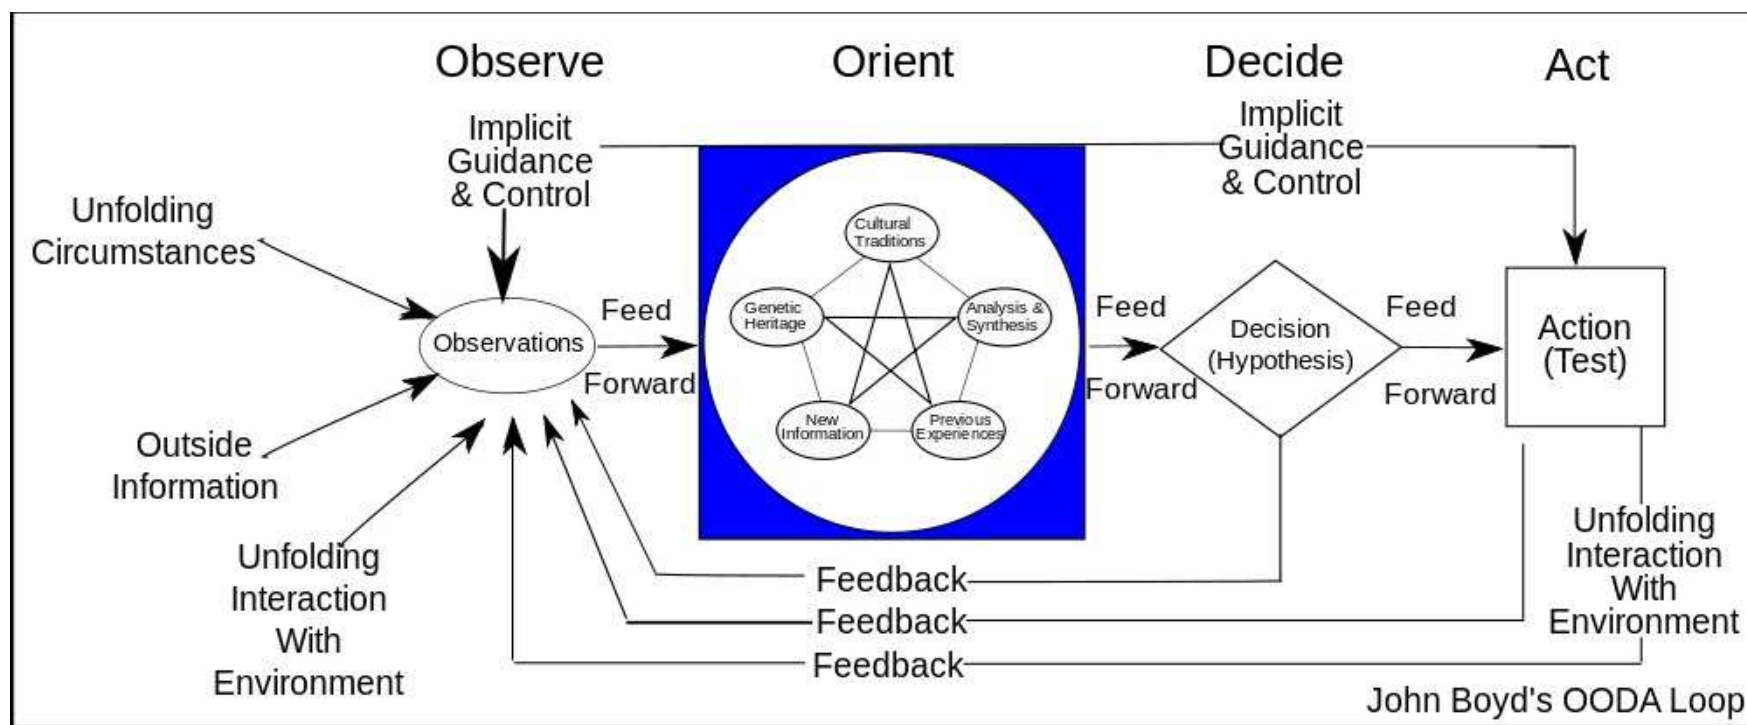 Observe
Orient
Decide
Act
Implicit
Guidance
& Control
Implicit
Guidance
& Control
Unfolding
Circumstances
Cultural
Traditions
Genetic
Heritage
Analysis &
Synthesis
New
Information
Previous
Experiences
Observations
Feed
Forward
Feed
Forward
Decision
(Hypothesis)
Feed
Forward
Action
(Test)
Outside
Information
Unfolding
Interaction
With
Environment
Unfolding
Interaction
With
Environment
Feedback
Feedback
Feedback
John Boyd's OODA Loop